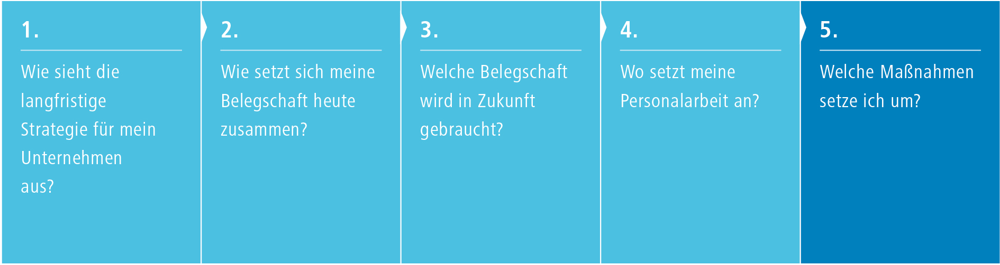 1.
Wie sieht die
langfristige
Strategie für mein
Unternehmen
aus?
2.
Wie setzt sich meine
Belegschaft heute
zusammen?
3.
Welche Belegschaft
wird in Zukunft
gebraucht?
4.
Wo setzt meine
Personalarbeit an?
5.
Welche Maßnahmen
setze ich um?